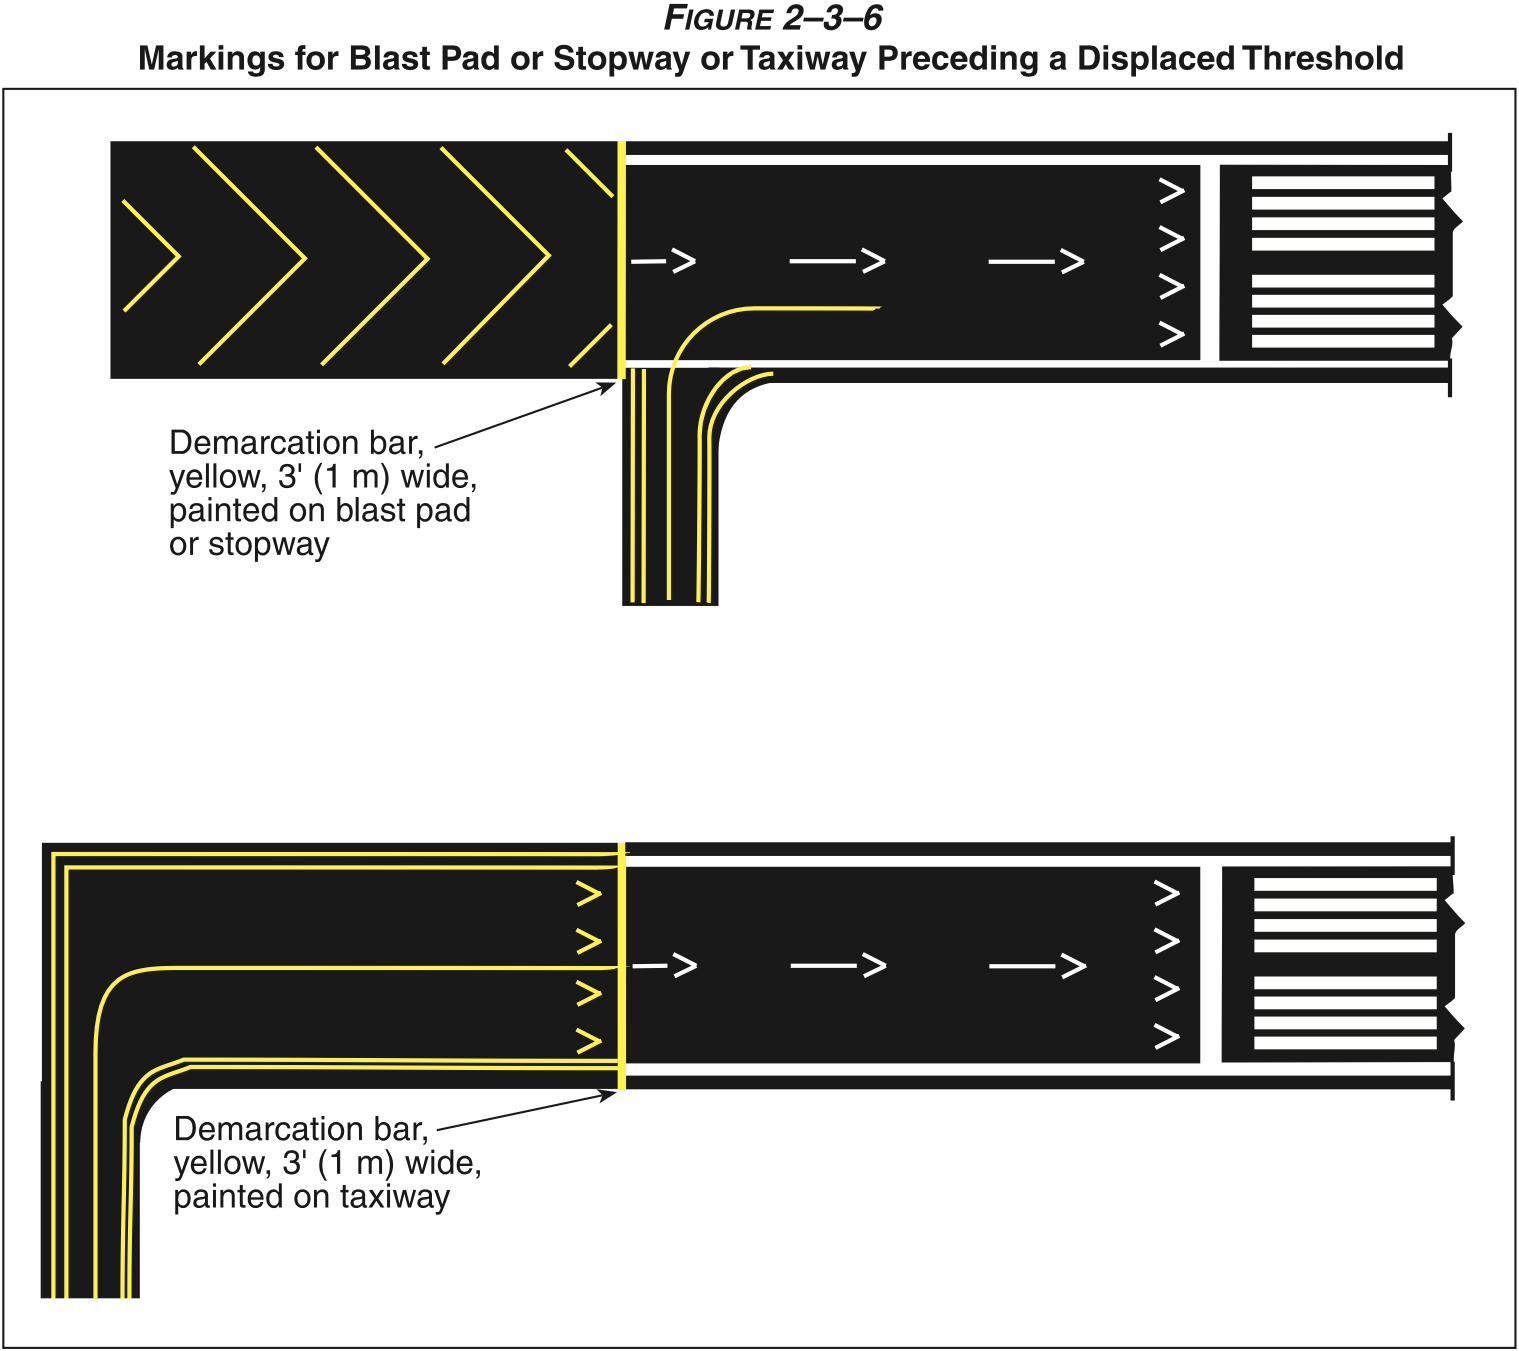 FIGURE 2–3–6
Markings for Blast Pad or Stopway or Taxiway Preceding a Displaced Threshold
Demarcation bar,
yellow, 3' (1 m) wide,
painted on blast pad
or stopway
Demarcation bar,
yellow, 3' (1 m) wide,
painted on taxiway